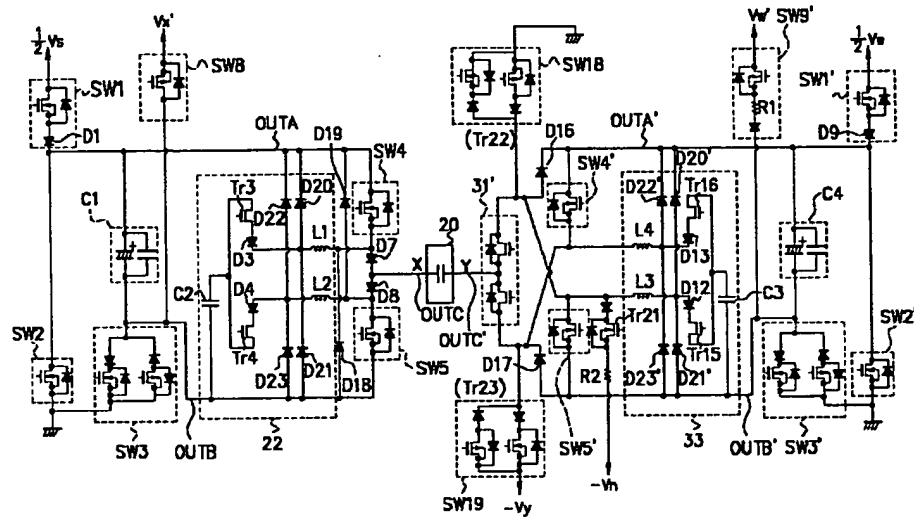 ½ Vs
Vx'
Vw'
SW9'
½ Vw
SW1
SW8
SW18
SW1'
R1
D1
OUTA
D19
(Tr22)
D16
OUTA'
D9
SW4
SW4'
D20'
C1
Tr3
D20
31'
D22'
Tr16
C4
D22
L1
20
L4
D3
D7
D13
C2
L2
X
Y
L3
D12
C3
D4
D8
OUTC
OUTC'
Tr21
SW2
Tr4
SW5
D17
Tr15
SW2'
D23
D21
D18
(Tr23)
R2
D23'
D21'
SW3
OUTB
22
SW5'
33
OUTB'
SW3'
SW19
-Vy
-Vn